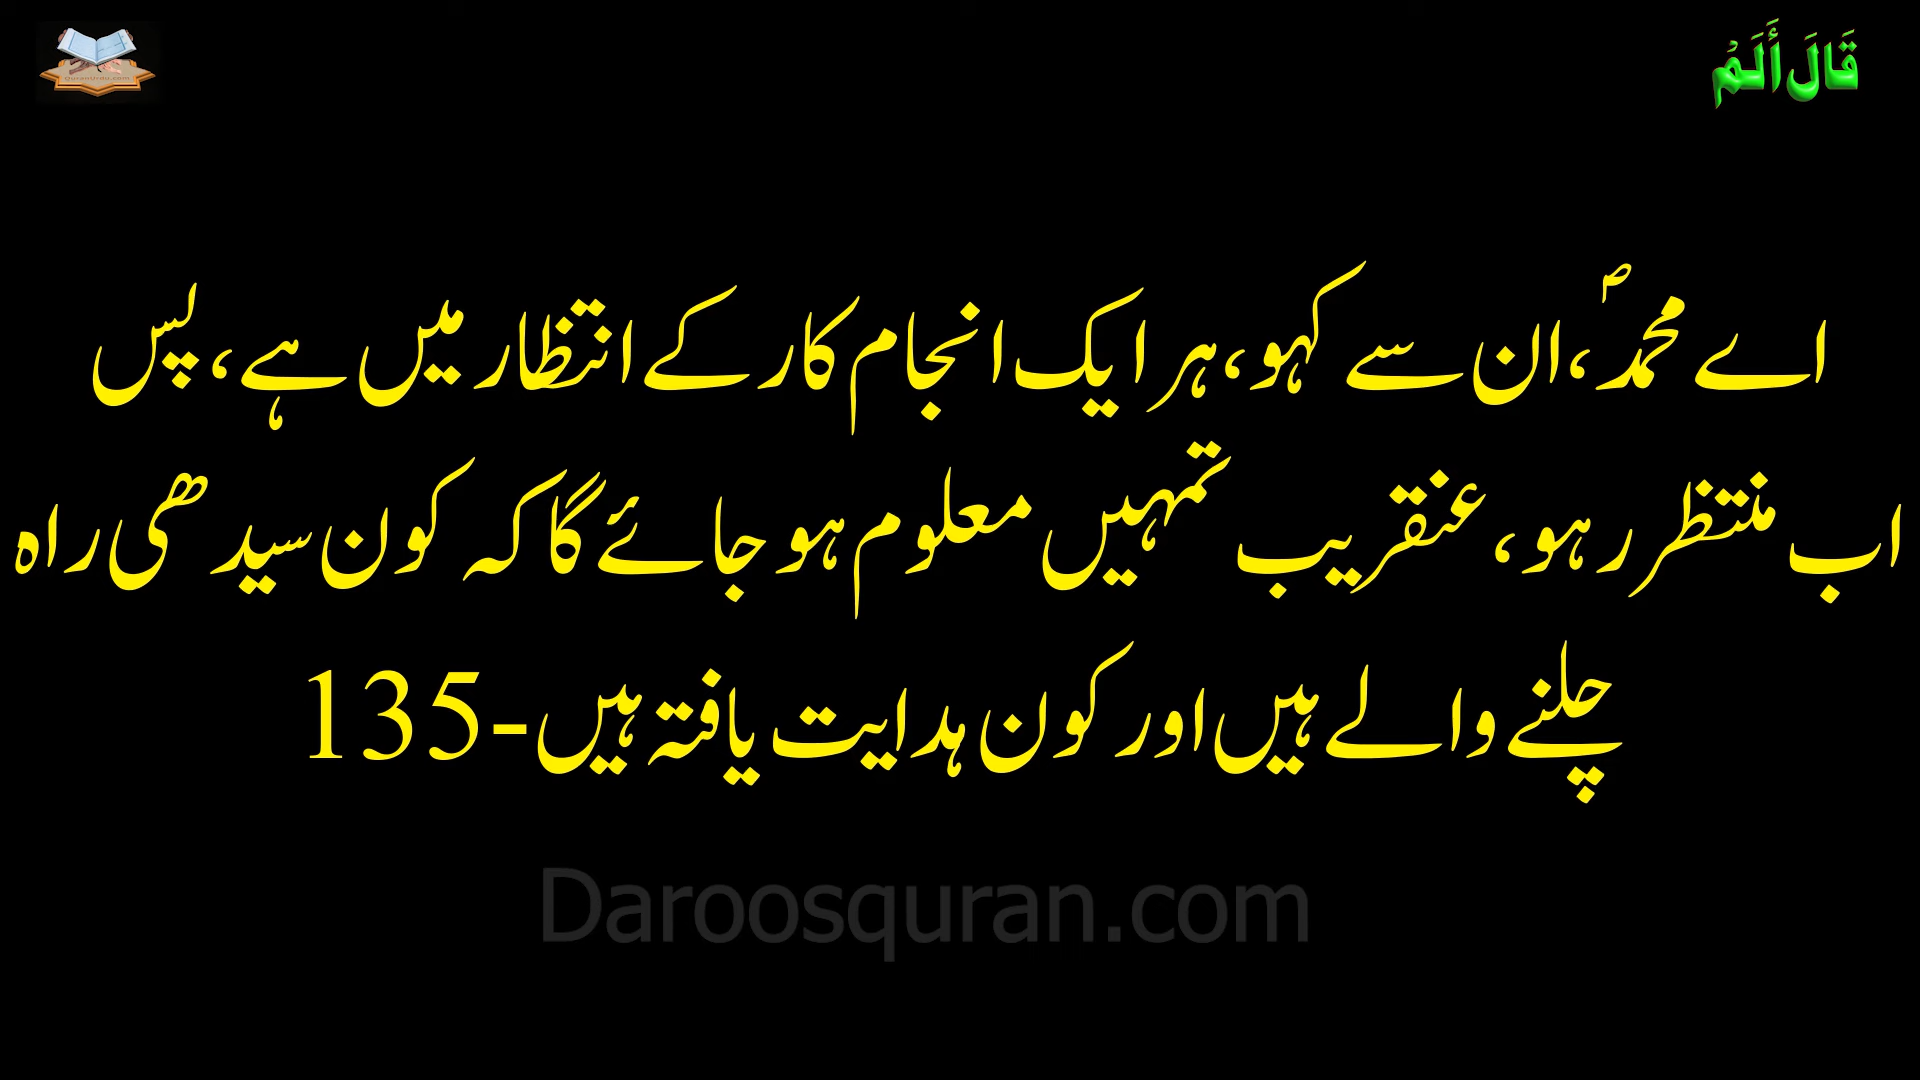 قَالَ أَلَمْ
اے محمدؐ، ان سے کہو، ہر ایک انجام کار کے انتظار میں ہے، پس
اب منتظر رہو، عنقریب تمہیں معلوم ہو جائے گا کہ کون سیدھی راہ
چلنے والے ہیں اور کون ہدایت یافتہ ہیں-135
Daroosquran.com